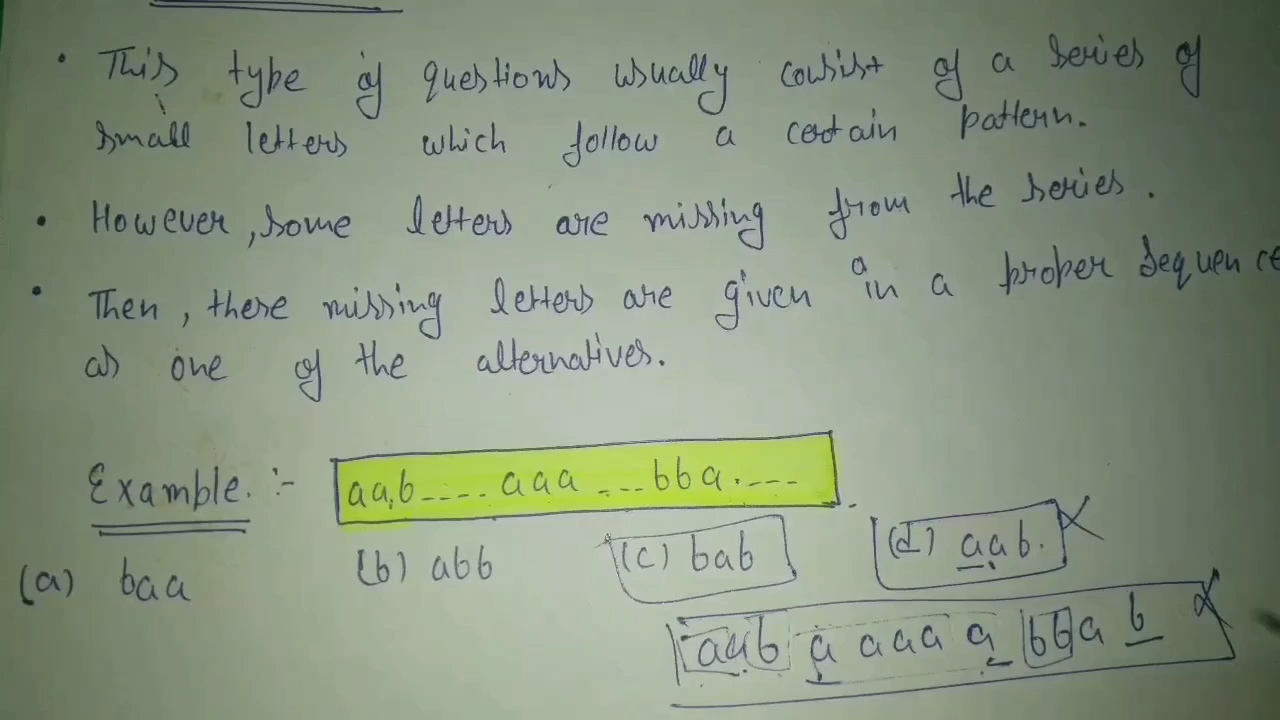 • This type of questions usually cosist of a series of
small letters which follow a certain pattern.
• However, some letters are missing from the series.
• Then, these missing letters are given in a proper sequence
as one of the alternatives.
Examble :- aab---- aaa ---bba----.
(a) baa (b) abb (c) bab (d) aab.
aab a aaa a bba b